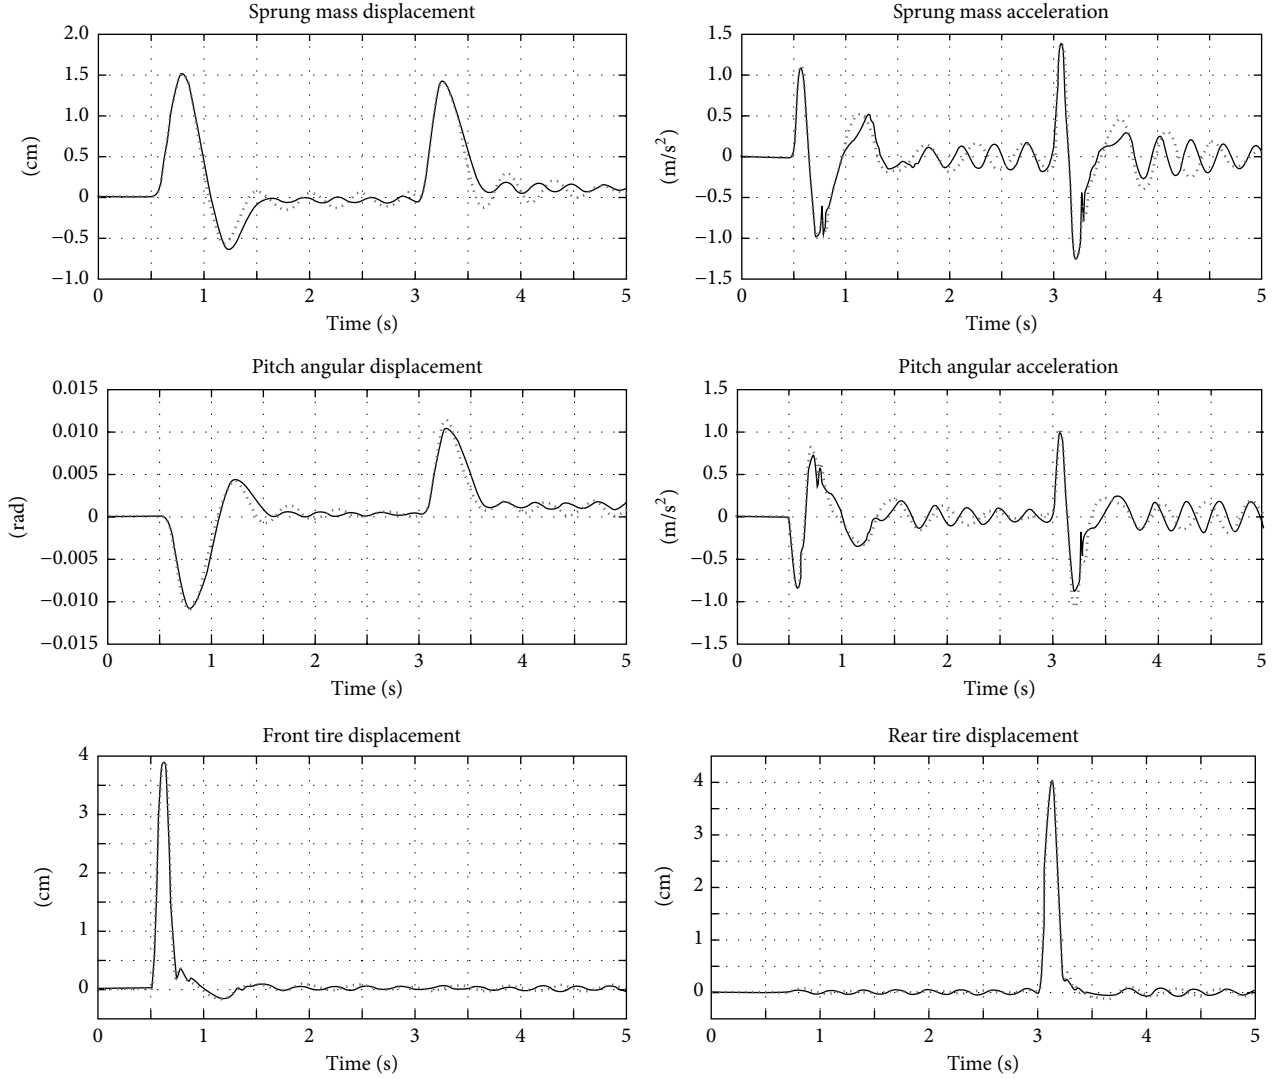 Sprung mass displacement
2.0
1.5
1.0
0.5
0
−0.5
−1.0
(cm)
0 1 2 3 4 5
Time (s)
Sprung mass acceleration
1.5
1.0
0.5
0
−0.5
−1.0
−1.5
(m/s²)
0 1 2 3 4 5
Time (s)
Pitch angular displacement
0.015
0.010
0.005
0
−0.005
−0.010
−0.015
(rad)
0 1 2 3 4 5
Time (s)
Pitch angular acceleration
1.5
1.0
0.5
0
−0.5
−1.0
−1.5
(m/s²)
0 1 2 3 4 5
Time (s)
Front tire displacement
4
3
2
1
0
(cm)
0 1 2 3 4 5
Time (s)
Rear tire displacement
4
3
2
1
0
(cm)
0 1 2 3 4 5
Time (s)